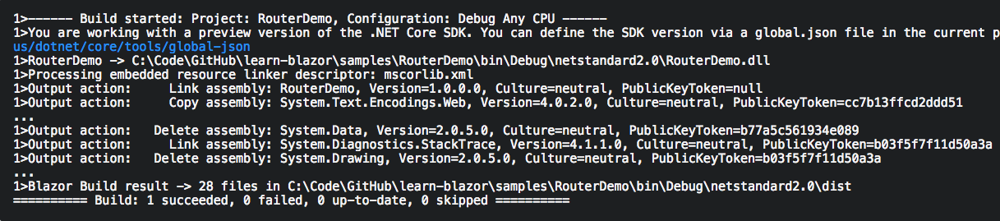 1>------ Build started: Project: RouterDemo, Configuration: Debug Any CPU ------
1>You are working with a preview version of the .NET Core SDK. You can define the SDK version via a global.json file in the current p
us/dotnet/core/tools/global-json
1>RouterDemo -> C:\Code\GitHub\learn-blazor\samples\RouterDemo\bin\Debug\netstandard2.0\RouterDemo.dll
1>Processing embedded resource linker descriptor: mscorlib.xml
1>Output action:     Link assembly: RouterDemo, Version=1.0.0.0, Culture=neutral, PublicKeyToken=null
1>Output action:     Copy assembly: System.Text.Encodings.Web, Version=4.0.2.0, Culture=neutral, PublicKeyToken=cc7b13ffcd2ddd51
...
1>Output action:   Delete assembly: System.Data, Version=2.0.5.0, Culture=neutral, PublicKeyToken=b77a5c561934e089
1>Output action:     Link assembly: System.Diagnostics.StackTrace, Version=4.1.1.0, Culture=neutral, PublicKeyToken=b03f5f7f11d50a3a
1>Output action:   Delete assembly: System.Drawing, Version=2.0.5.0, Culture=neutral, PublicKeyToken=b03f5f7f11d50a3a
...
1>Blazor Build result -> 28 files in C:\Code\GitHub\learn-blazor\samples\RouterDemo\bin\Debug\netstandard2.0\dist
========== Build: 1 succeeded, 0 failed, 0 up-to-date, 0 skipped ==========